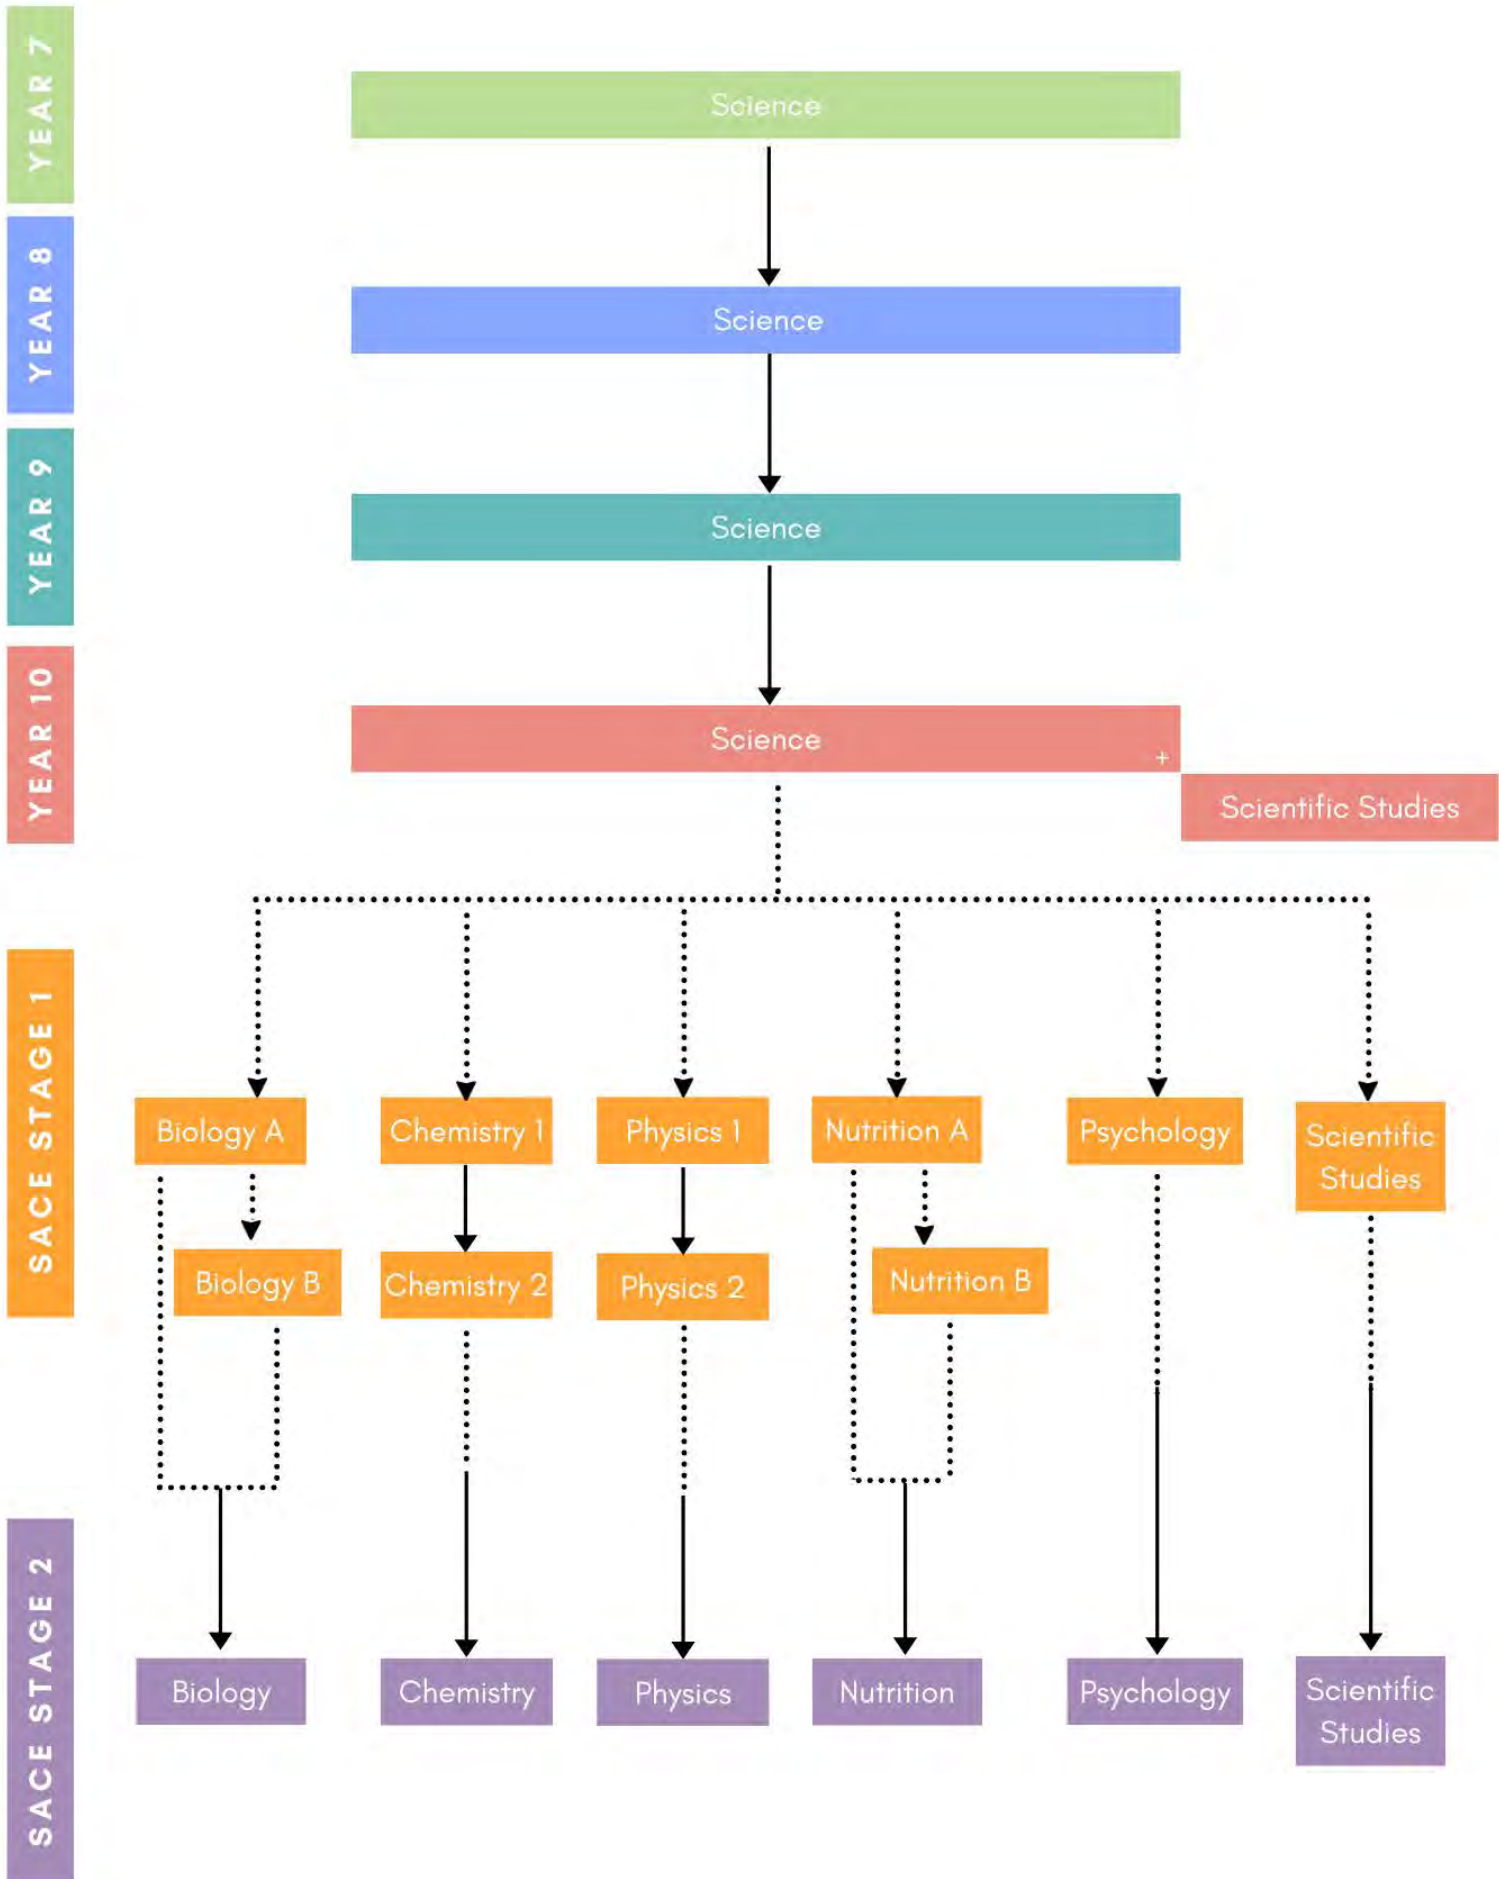 YEAR 7
Science
YEAR 8
Science
YEAR 9
Science
YEAR 10
Science
+
Scientific Studies
SACE STAGE 1
Biology A
Chemistry 1
Physics 1
Nutrition A
Psychology
Scientific
Studies
Biology B
Chemistry 2
Physics 2
Nutrition B
SACE STAGE 2
Biology
Chemistry
Physics
Nutrition
Psychology
Scientific
Studies